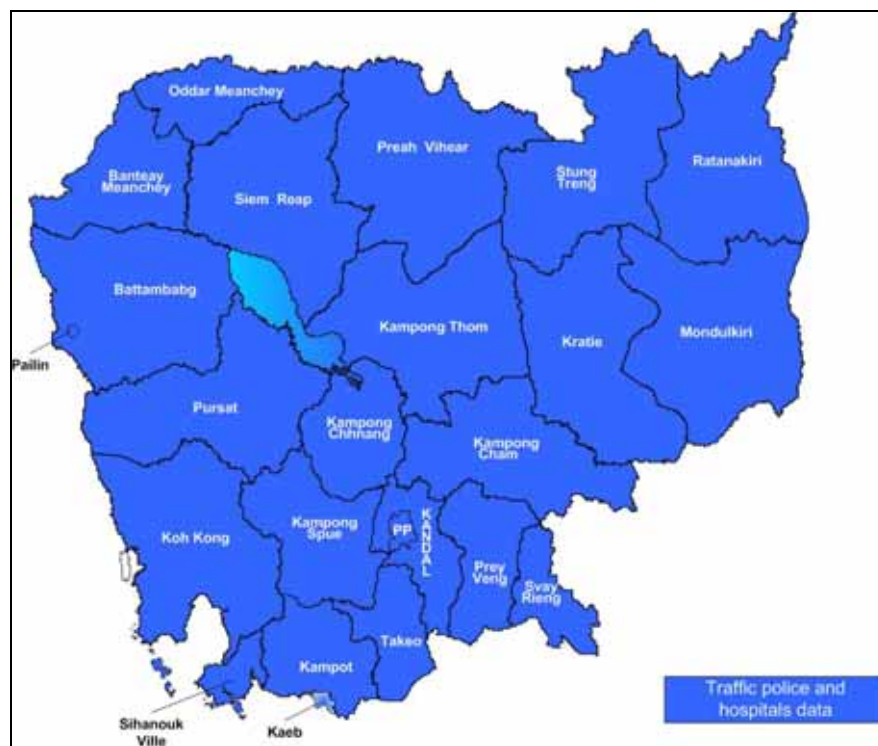 Oddar Meanchey
Preah Vihear
Stung
Treng
Ratanakiri
Banteay
Meanchey
Siem Reap
Battambabg
Kampong Thom
Kratie
Mondulkiri
Pailin
Pursat
Kampong
Chhnang
Kampong
Cham
Koh Kong
Kampong
Spue
PP
KANDAL
Prey
Veng
Svay
Rieng
Takeo
Kampot
Sihanouk
Ville
Kaeb
Traffic police and
hospitals data